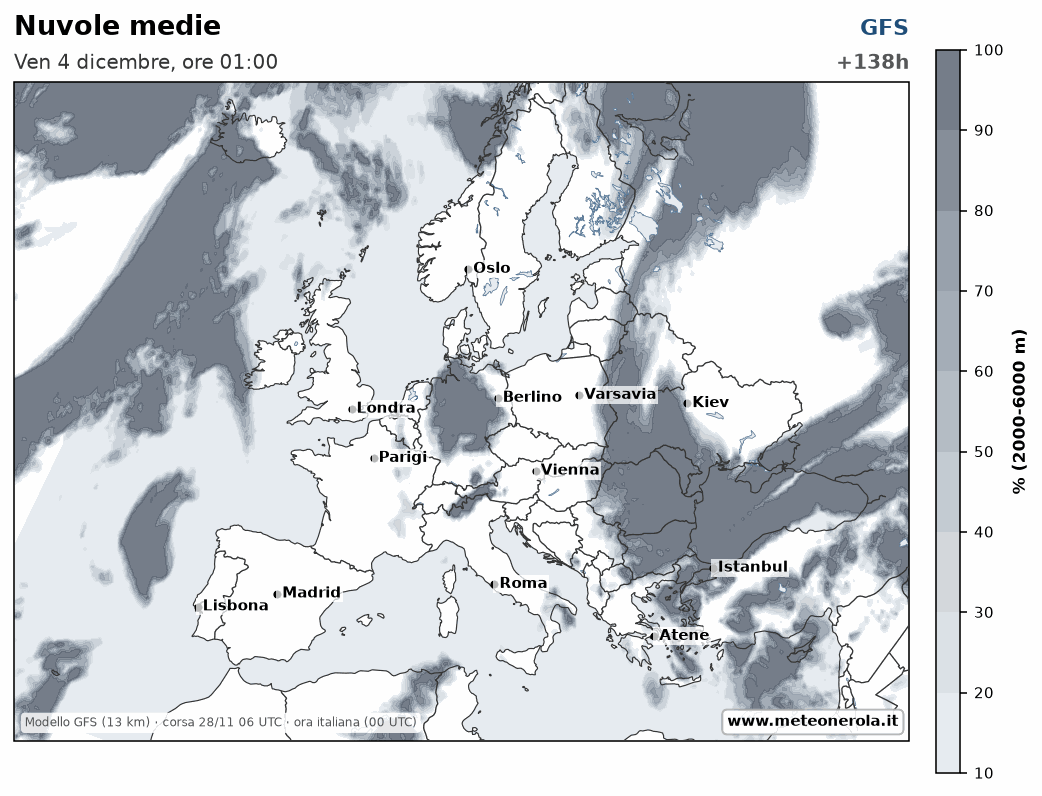 Nuvole medie
GFS
Ven 4 dicembre, ore 01:00
+138h
100
90
80
70
60
50
40
30
20
10
% (2000-6000 m)
Oslo
Berlino
Varsavia
Kiev
Londra
Parigi
Vienna
Istanbul
Roma
Madrid
Lisbona
Atene
Modello GFS (13 km) · corsa 28/11 06 UTC · ora italiana (00 UTC)
www.meteonerola.it